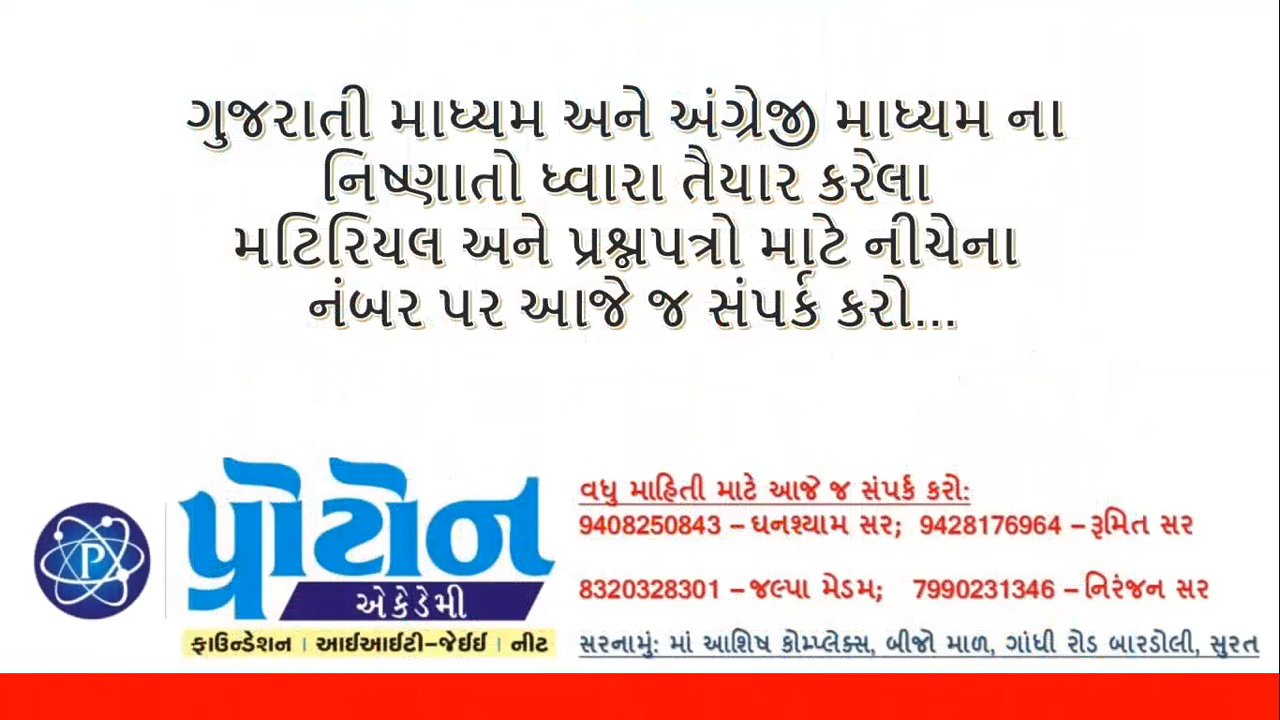 ગુજરાતી માધ્યમ અને અંગ્રેજી માધ્યમ ના
નિષ્ણાતો ધ્વારા તૈયાર કરેલા
મટિરિયલ અને પ્રશ્નપત્રો માટે નીચેના
નંબર પર આજે જ સંપર્ક કરો...
P
પ્રોટોન
એકેડેમી
ફાઉન્ડેશન | આઈઆઈટી-જેઈઈ | નીટ
વધુ માહિતી માટે આજે જ સંપર્ક કરો:
9408250843 – ઘનશ્યામ સર; 9428176964 – રૂમિત સર
8320328301 – જલ્પા મેડમ; 7990231346 – નિરંજન સર
સરનામું: માં આશિષ કોમ્પ્લેક્સ, બીજો માળ, ગાંધી રોડ બારડોલી, સુરત